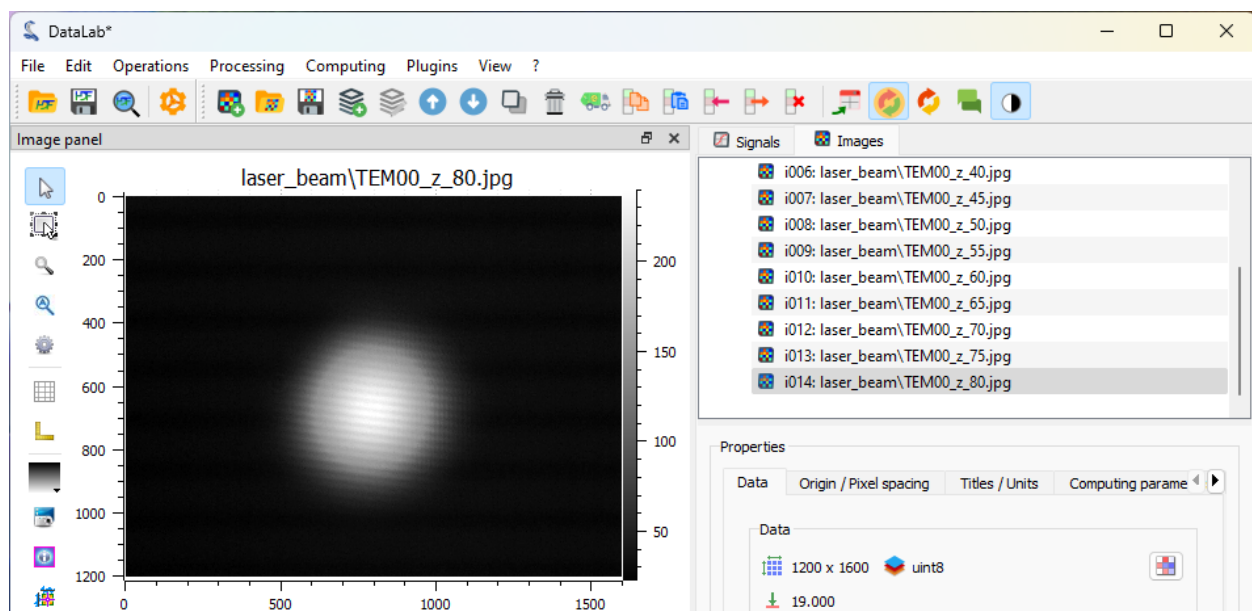 DataLab*
File Edit Operations Processing Computing Plugins View ?
Image panel
Signals Images
laser_beam\TEM00_z_80.jpg
0
200
400
600
800
1000
1200
0 500 1000 1500
200
150
100
50
i006: laser_beam\TEM00_z_40.jpg
i007: laser_beam\TEM00_z_45.jpg
i008: laser_beam\TEM00_z_50.jpg
i009: laser_beam\TEM00_z_55.jpg
i010: laser_beam\TEM00_z_60.jpg
i011: laser_beam\TEM00_z_65.jpg
i012: laser_beam\TEM00_z_70.jpg
i013: laser_beam\TEM00_z_75.jpg
i014: laser_beam\TEM00_z_80.jpg
Properties
Data Origin / Pixel spacing Titles / Units Computing parame
Data
1200 x 1600 uint8
19.000